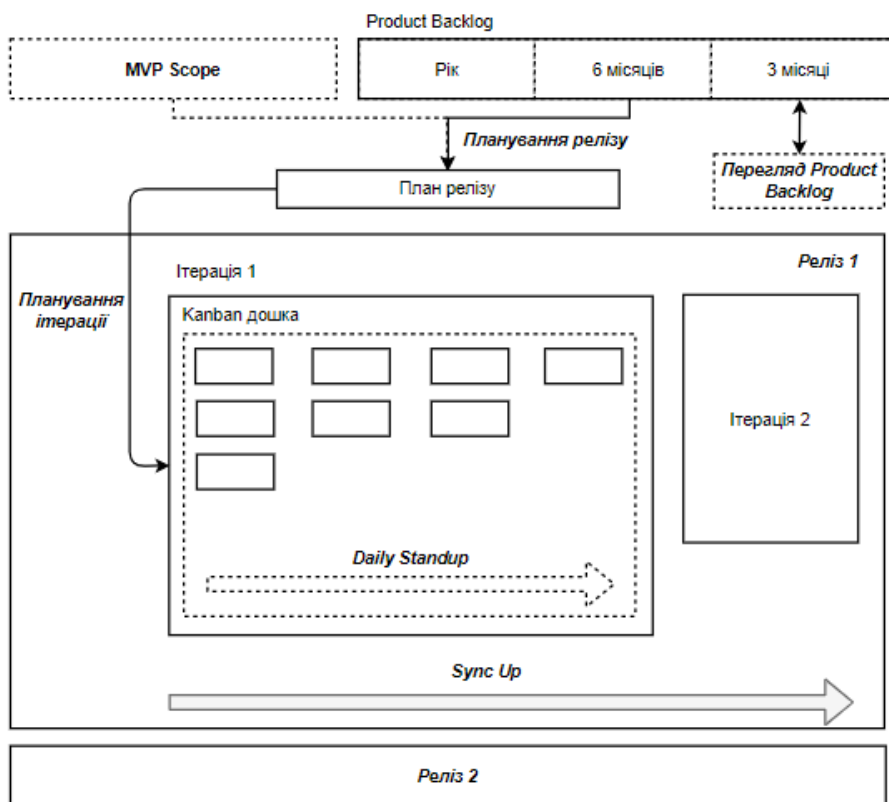 Product Backlog
MVP Scope
Рік
6 місяців
3 місяці
Планування релізу
Перегляд Product
Backlog
План релізу
Реліз 1
Ітерація 1
Планування
ітерації
Kanban дошка
Ітерація 2
Daily Standup
Sync Up
Реліз 2